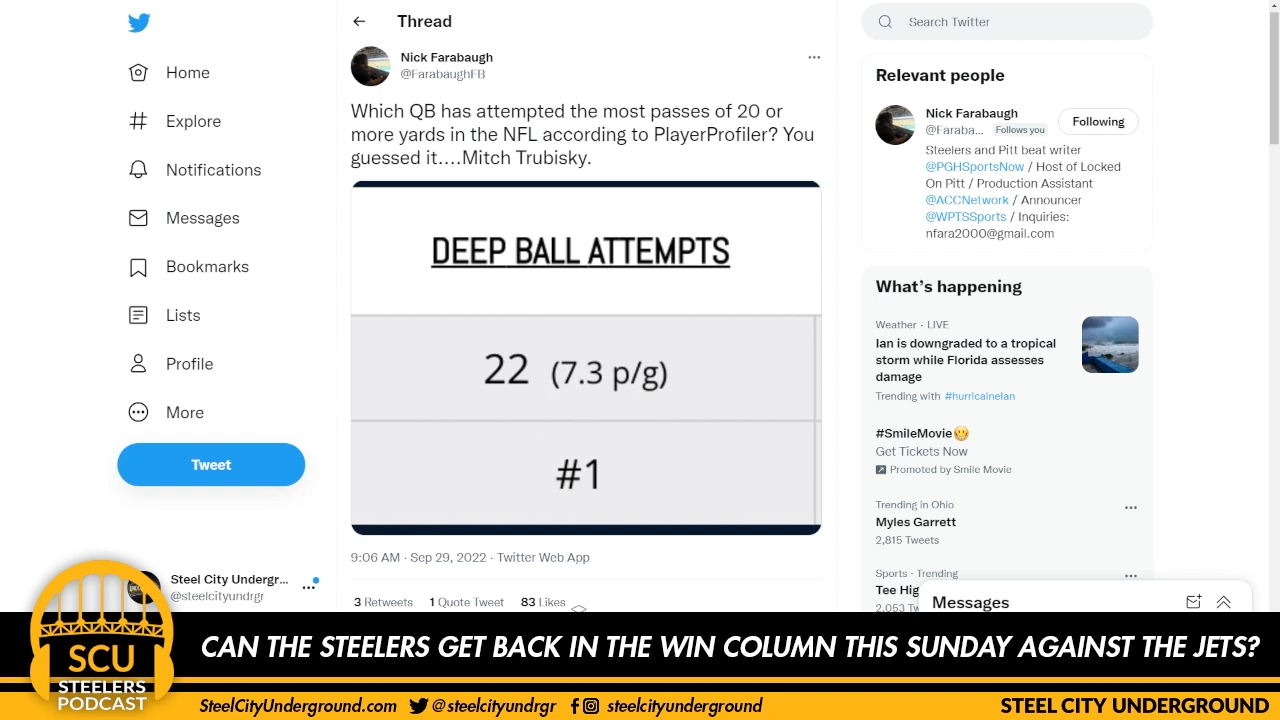 Thread
Search Twitter
Home
Explore
Notifications
Messages
Bookmarks
Lists
Profile
More
Tweet
Steel City Undergr...
@steelcityundrgr
Nick Farabaugh
@FarabaughFB
Which QB has attempted the most passes of 20 or
more yards in the NFL according to PlayerProfiler? You
guessed it....Mitch Trubisky.
DEEP BALL ATTEMPTS
22 (7.3 p/g)
#1
9:06 AM · Sep 29, 2022 · Twitter Web App
3 Retweets 1 Quote Tweet 83 Likes
Relevant people
Nick Farabaugh
@Faraba... Follows you
Following
Steelers and Pitt beat writer
@PGHSportsNow / Host of Locked
On Pitt / Production Assistant
@ACCNetwork / Announcer
@WPTSSports / Inquiries:
nfara2000@gmail.com
What's happening
Weather · LIVE
Ian is downgraded to a tropical
storm while Florida assesses
damage
Trending with #hurricaineIan
#SmileMovie
Get Tickets Now
Promoted by Smile Movie
Trending in Ohio
Myles Garrett
2,815 Tweets
Sports · Trending
Tee Hig
2,053 Tw
Messages
SCU
STEELERS
PODCAST
CAN THE STEELERS GET BACK IN THE WIN COLUMN THIS SUNDAY AGAINST THE JETS?
SteelCityUnderground.com @steelcityundrgr steelcityunderground
STEEL CITY UNDERGROUND